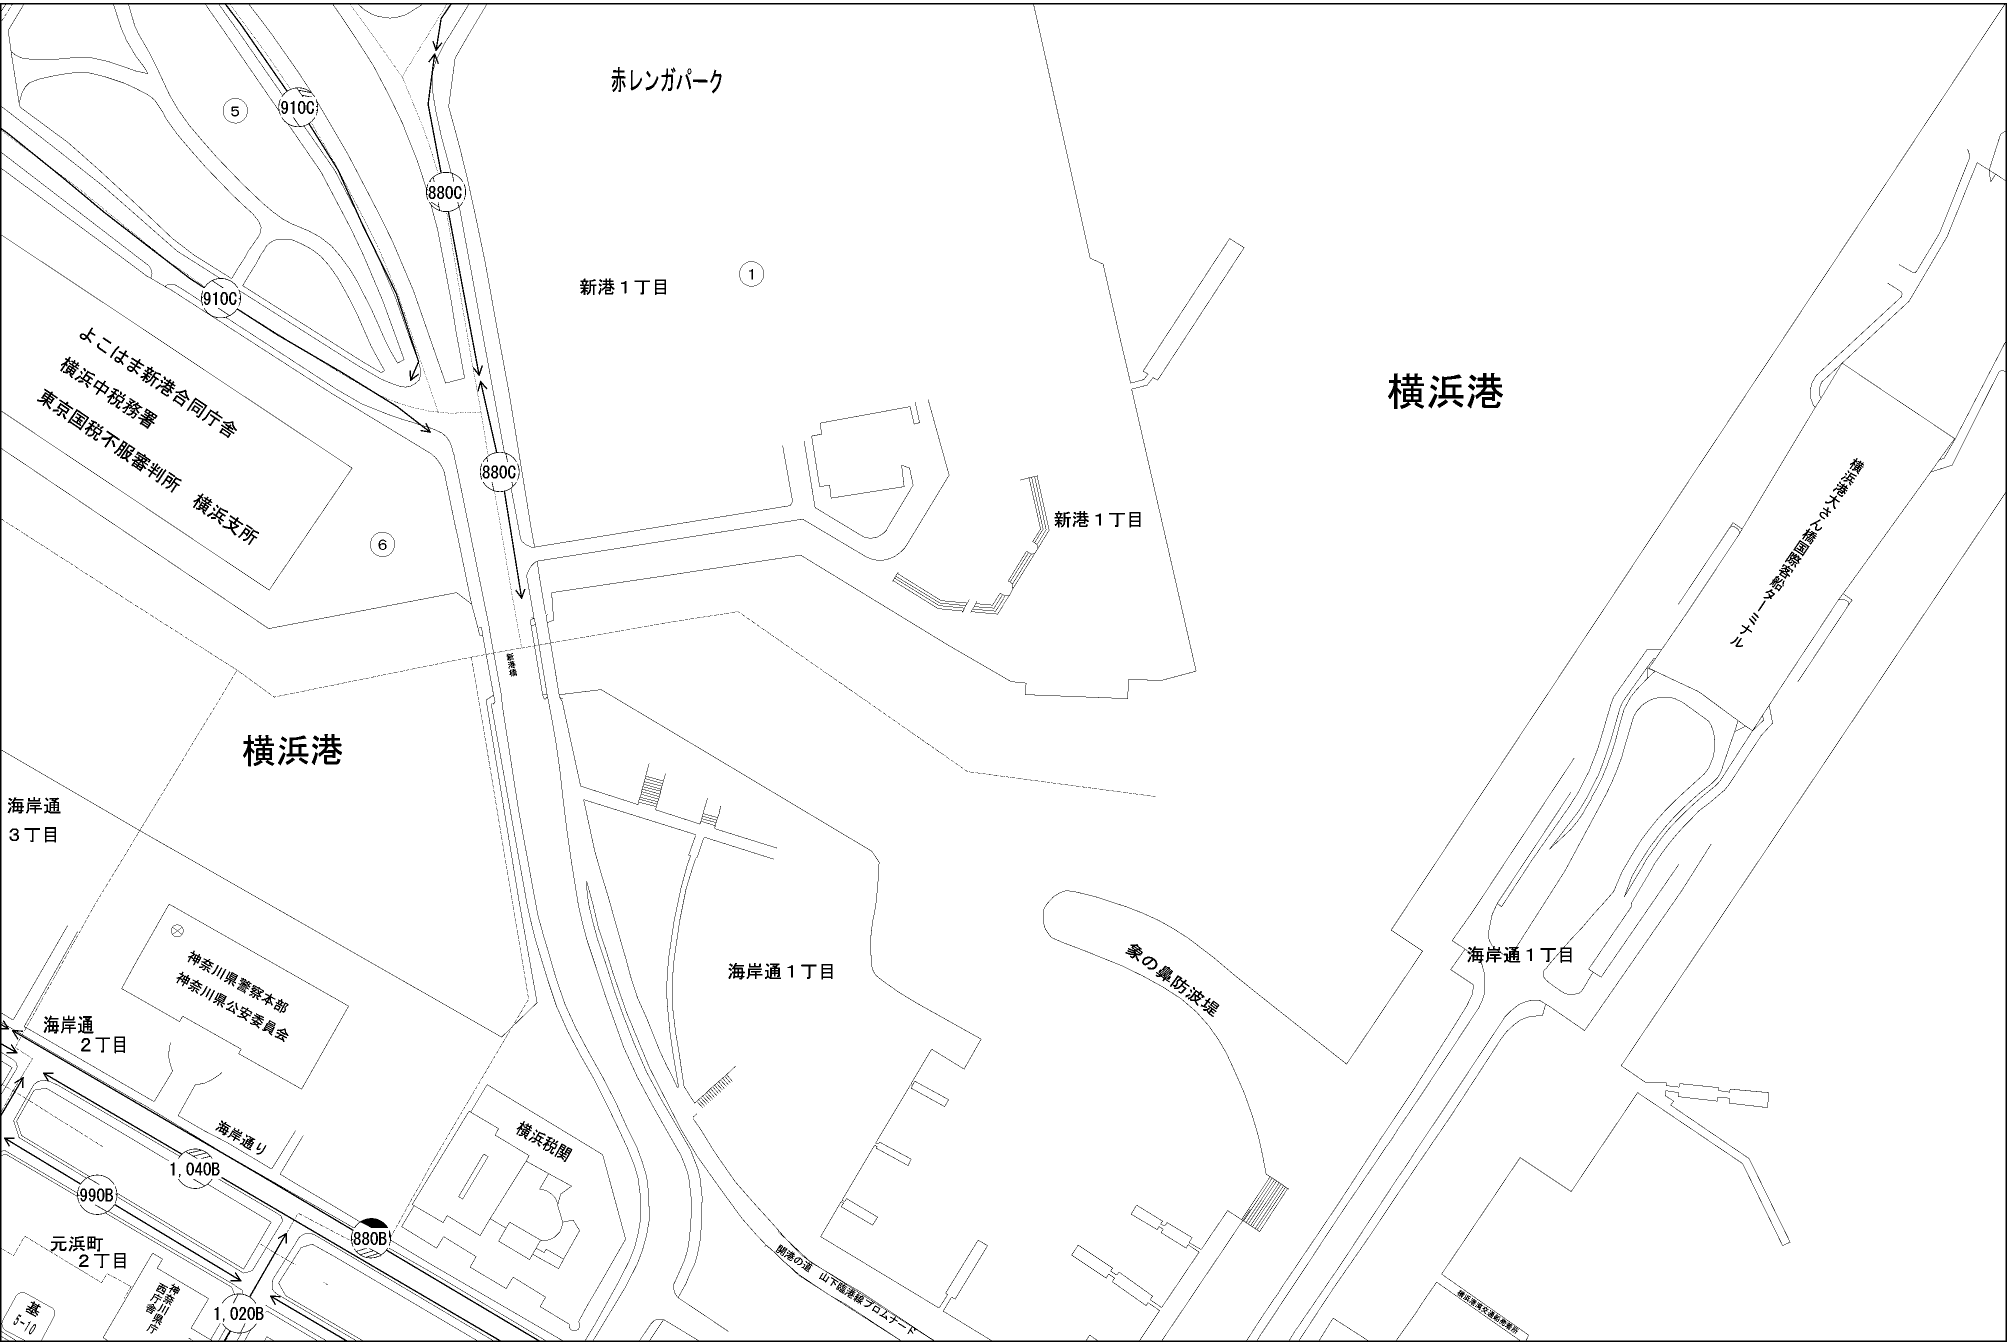 赤レンガパーク
910C
5
880C
新港1丁目
1
910C
よこはま新港合同庁舎
横浜中税務署
東京国税不服審判所 横浜支所
横浜港
880C
横浜港大さん橋国際客船ターミナル
新港1丁目
6
新港橋
横浜港
海岸通
3丁目
神奈川県警察本部
神奈川県公安委員会
海岸通1丁目
象の鼻防波堤
海岸通1丁目
海岸通
2丁目
海岸通り
横浜税関
1,040B
990B
880B
元浜町
2丁目
開港の道 山下臨港線プロムナード
神奈川県庁
西庁舎
基
5-10
1,020B